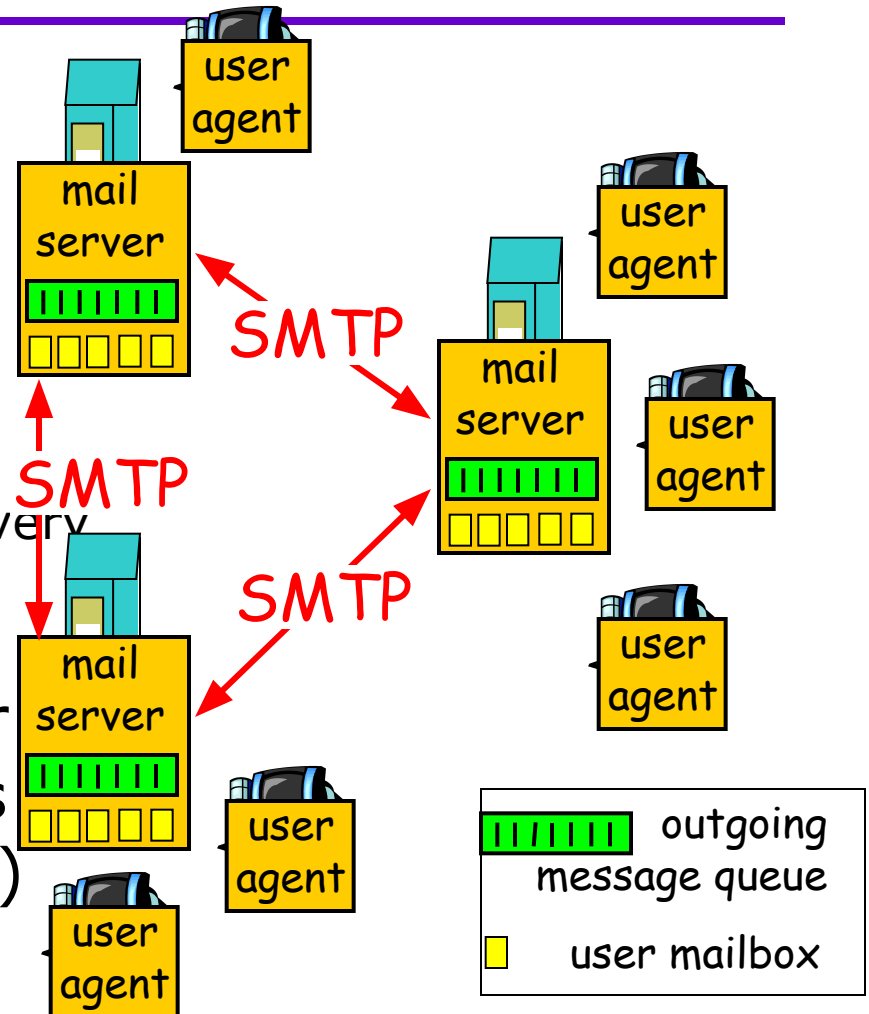 user
agent
mail
server
user
agent
SMTP
mail
server
user
agent
SMTP
SMTP
user
agent
mail
server
user
agent
user
agent
outgoing
message queue
user mailbox